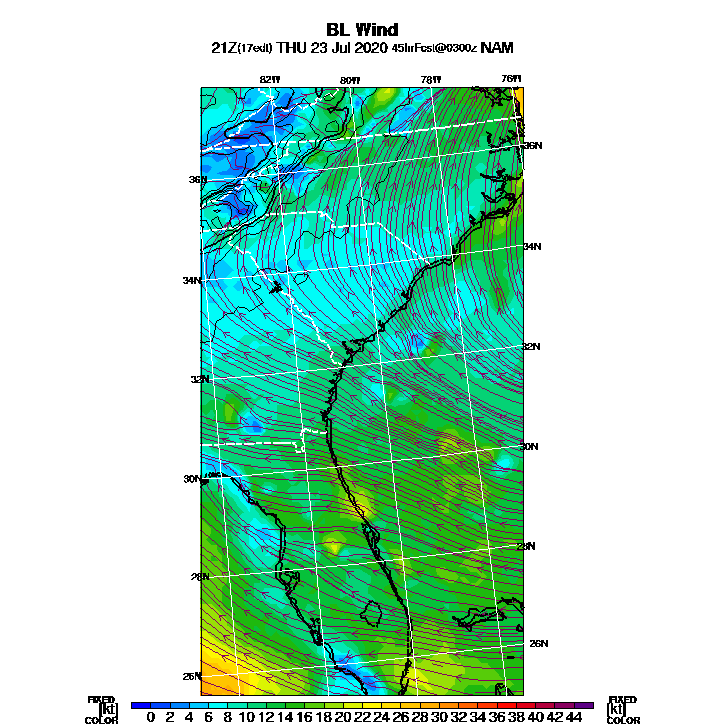 BL Wind
21Z(17edt) THU 23 Jul 2020 45hrFcst@0300z NAM
82W 80W 78W 76W
36N
36N
34N
34N
32N
32N
30N
30N
28N
28N
26N
26N
FIXED FIXED
[kt] 0 2 4 6 8 10 12 14 16 18 20 22 24 26 28 30 32 34 36 38 40 42 44 [kt]
COLOR COLOR